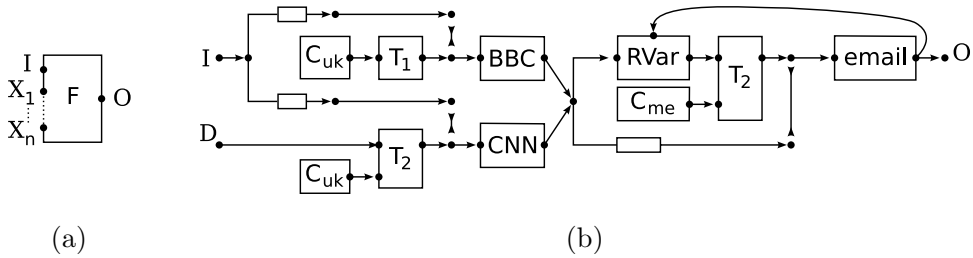 I
X1
Xn
F
O
(a)
I
Cuk
T1
BBC
D
Cuk
T2
CNN
RVar
Cme
T2
email
O
(b)